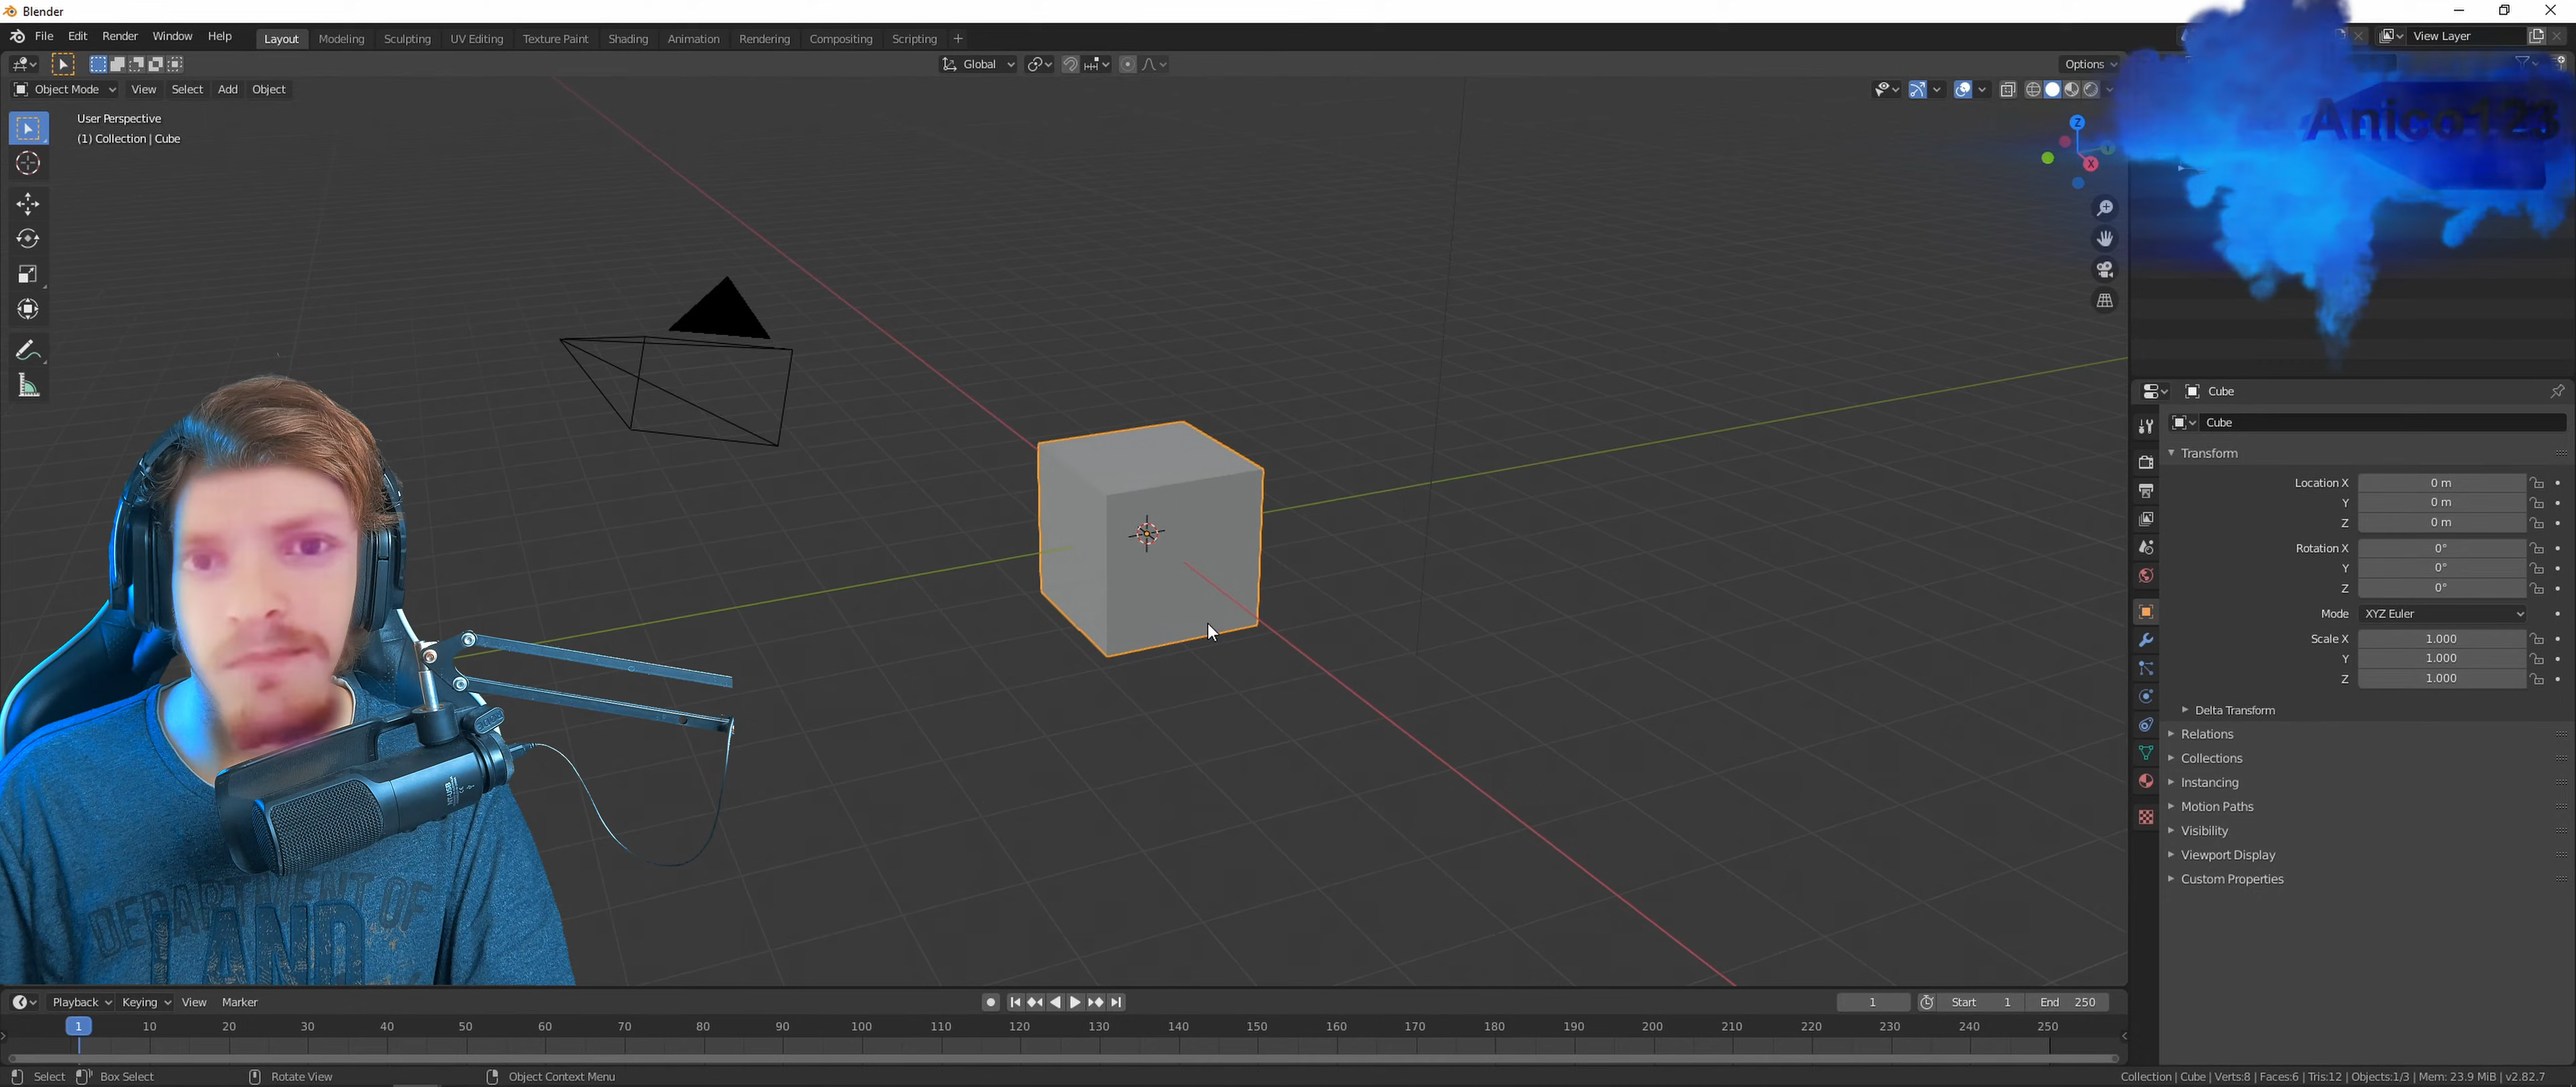 Blender
File Edit Render Window Help Layout Modeling Sculpting UV Editing Texture Paint Shading Animation Rendering Compositing Scripting + View Layer
Global Options
Object Mode View Select Add Object
User Perspective
(1) Collection | Cube
Z
X
Anico123
Cube
Cube
Transform
Location X 0 m
Y 0 m
Z 0 m
Rotation X 0°
Y 0°
Z 0°
Mode XYZ Euler
Scale X 1.000
Y 1.000
Z 1.000
Delta Transform
Relations
Collections
Instancing
Motion Paths
Visibility
Viewport Display
Custom Properties
DEPARTMENT OF
LAND
Playback Keying View Marker 1 Start 1 End 250
1 10 20 30 40 50 60 70 80 90 100 110 120 130 140 150 160 170 180 190 200 210 220 230 240 250
Select Box Select Rotate View Object Context Menu Collection | Cube | Verts:8 | Faces:6 | Tris:12 | Objects:1/3 | Mem: 23.9 MiB | v2.82.7